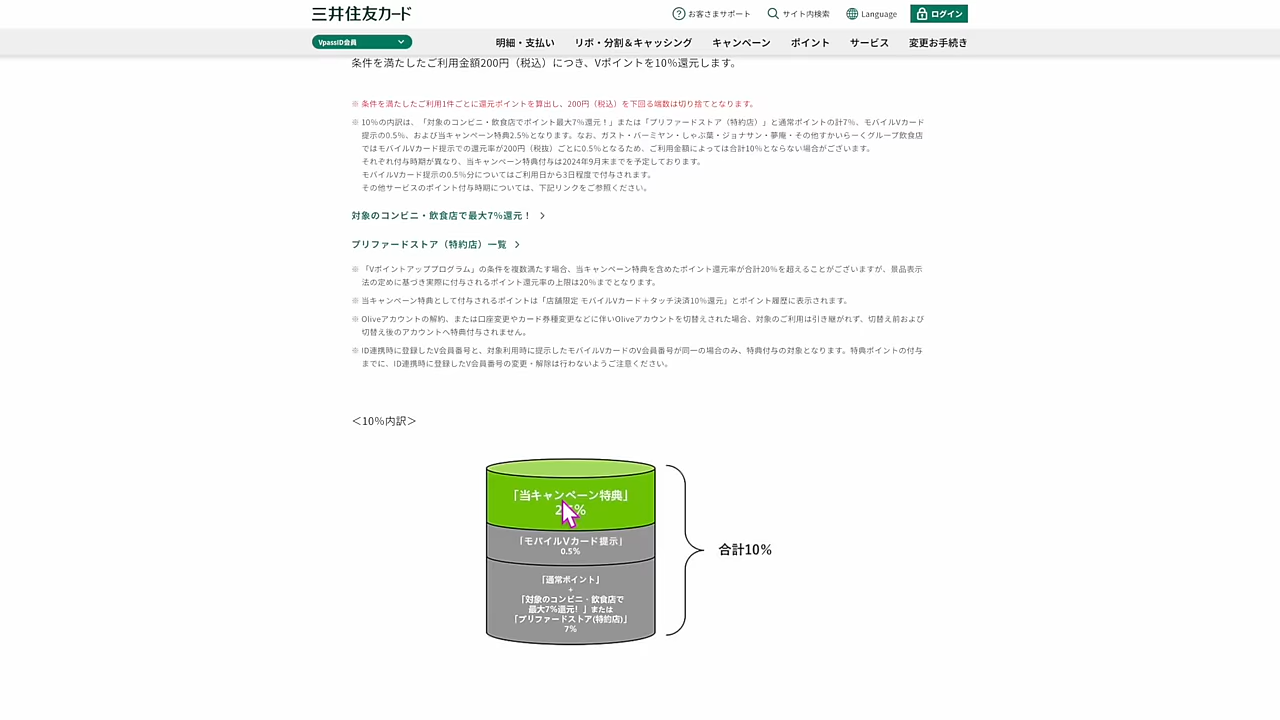 三井住友カード
お客さまサポート
サイト内検索
Language
ログイン
VpassID会員
明細・支払い
リボ・分割＆キャッシング
キャンペーン
ポイント
サービス
変更お手続き
条件を満たしたご利用金額200円（税込）につき、Vポイントを10％還元します。
※ 条件を満たしたご利用1件ごとに還元ポイントを算出し、200円（税込）を下回る端数は切り捨てとなります。
※ 10％の内訳は、「対象のコンビニ・飲食店でポイント最大7％還元！」または「プリファードストア（特約店）」と通常ポイントの計7％、モバイルVカード
提示の0.5％、および当キャンペーン特典2.5％となります。なお、ガスト・バーミヤン・しゃぶ葉・ジョナサン・夢庵・その他すかいらーくグループ飲食店
ではモバイルVカード提示での還元率が200円（税抜）ごとに0.5％となるため、ご利用金額によっては合計10％とならない場合がございます。
それぞれ付与時期が異なり、当キャンペーン特典付与は2024年9月末までを予定しております。
モバイルVカード提示の0.5％分についてはご利用日から3日程度で付与されます。
その他サービスのポイント付与時期については、下記リンクをご参照ください。
対象のコンビニ・飲食店で最大7％還元！
プリファードストア（特約店）一覧
※ 「Vポイントアッププログラム」の条件を複数満たす場合、当キャンペーン特典を含めたポイント還元率が合計20％を超えることがございますが、景品表示
法の定めに基づき実際に付与されるポイント還元率の上限は20％までとなります。
※ 当キャンペーン特典として付与されるポイントは「店舗限定 モバイルVカード＋タッチ決済10％還元」とポイント履歴に表示されます。
※ Oliveアカウントの解約、または口座変更やカード券種変更などに伴いOliveアカウントを切替えされた場合、対象のご利用は引き継がれず、切替え前および
切替え後のアカウントへ特典付与されません。
※ ID連携時に登録したV会員番号と、対象利用時に提示したモバイルVカードのV会員番号が同一の場合のみ、特典付与の対象となります。特典ポイントの付与
までに、ID連携時に登録したV会員番号の変更・解除は行わないようご注意ください。
＜10％内訳＞
「当キャンペーン特典」
「モバイルVカード提示」
0.5%
「通常ポイント」
+
「対象のコンビニ・飲食店で
最大7%還元！」または
「プリファードストア(特約店)」
7%
合計10%